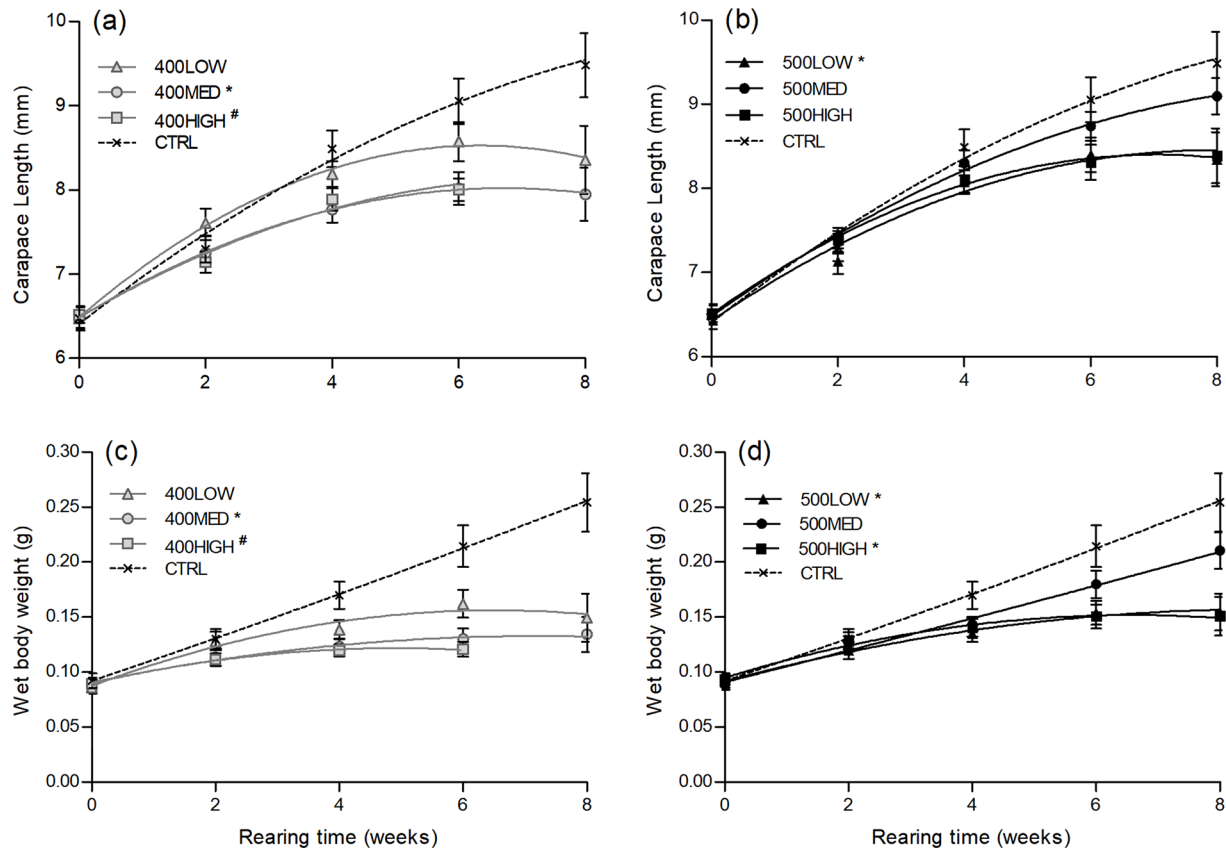 (a)
10
9
8
7
6
Carapace Length (mm)
400LOW
400MED *
400HIGH #
CTRL
0 2 4 6 8
(b)
10
9
8
7
6
Carapace Length (mm)
500LOW *
500MED
500HIGH
CTRL
0 2 4 6 8
(c)
0.30
0.25
0.20
0.15
0.10
0.05
0.00
Wet body weight (g)
400LOW
400MED *
400HIGH #
CTRL
0 2 4 6 8
Rearing time (weeks)
(d)
0.30
0.25
0.20
0.15
0.10
0.05
0.00
Wet body weight (g)
500LOW *
500MED
500HIGH *
CTRL
0 2 4 6 8
Rearing time (weeks)